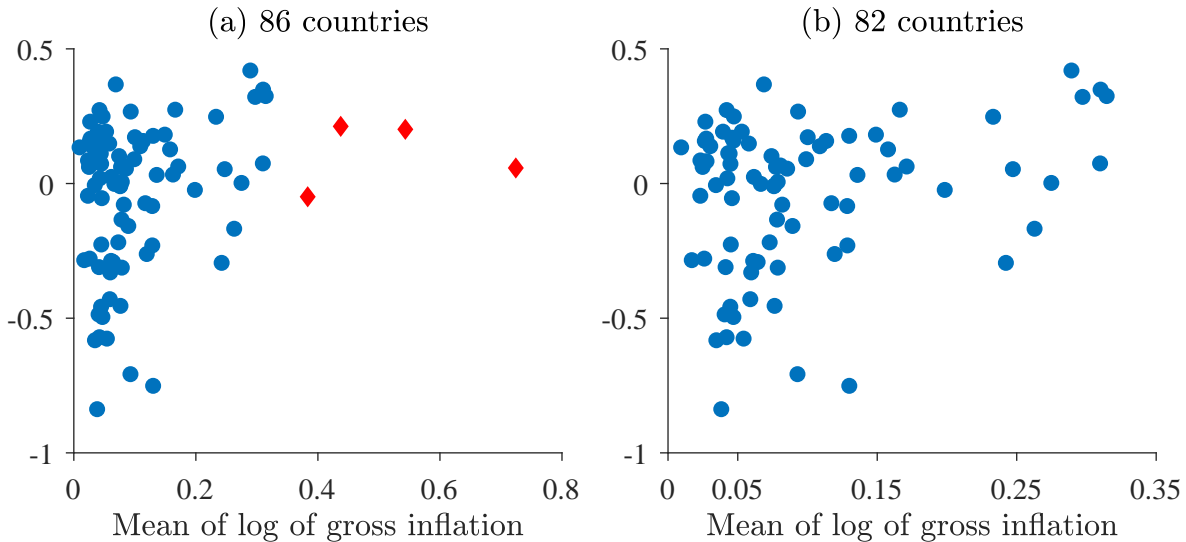 (a) 86 countries
0.5
0
-0.5
-1
0 0.2 0.4 0.6 0.8
Mean of log of gross inflation
(b) 82 countries
0.5
0
-0.5
-1
0 0.05 0.15 0.25 0.35
Mean of log of gross inflation